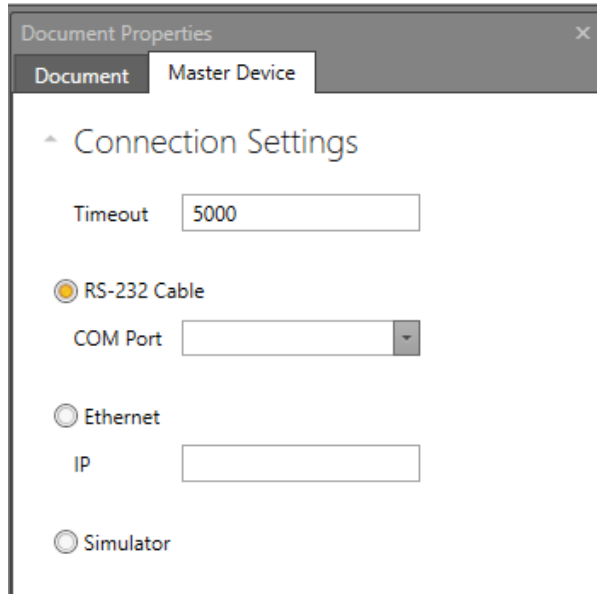 Document Properties
Document Master Device
Connection Settings
Timeout 5000
RS-232 Cable
COM Port
Ethernet
IP
Simulator